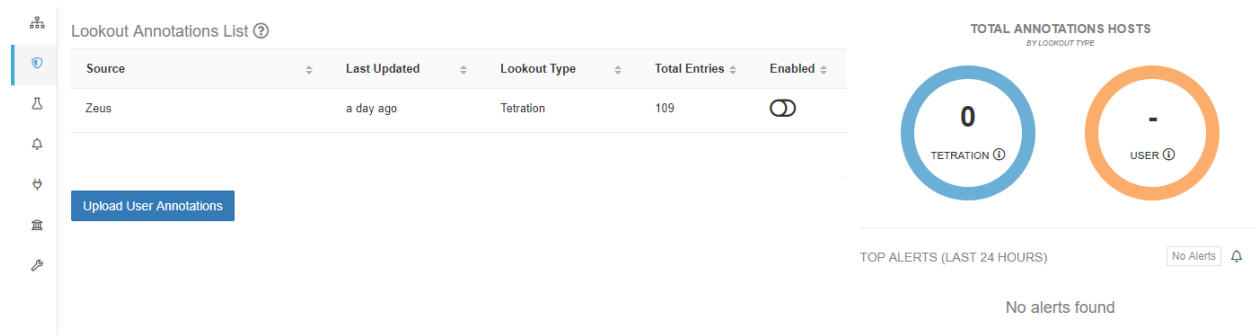 Lookout Annotations List
Source Last Updated Lookout Type Total Entries Enabled
Zeus a day ago Tetration 109
Upload User Annotations
TOTAL ANNOTATIONS HOSTS
BY LOOKOUT TYPE
0
TETRATION
-
USER
TOP ALERTS (LAST 24 HOURS) No Alerts
No alerts found